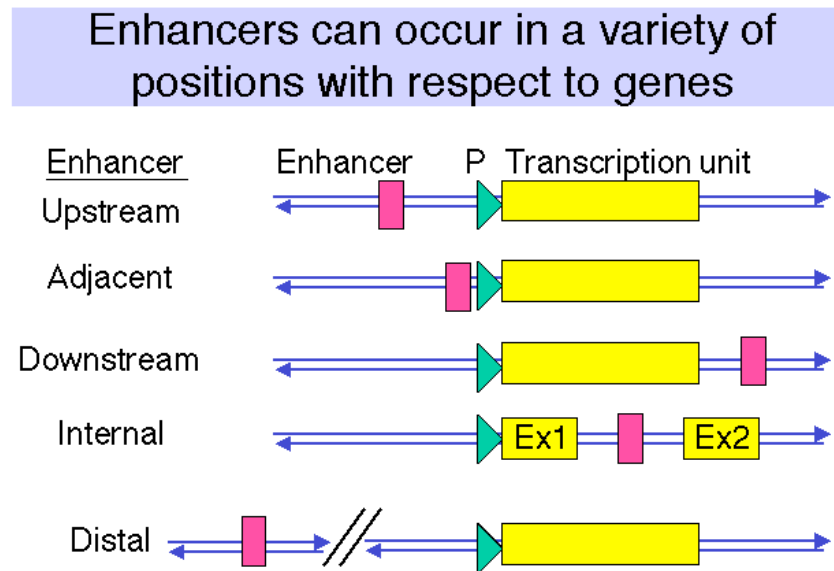 Enhancers can occur in a variety of
positions with respect to genes
Enhancer Enhancer P Transcription unit
Upstream
Adjacent
Downstream
Internal Ex1 Ex2
Distal